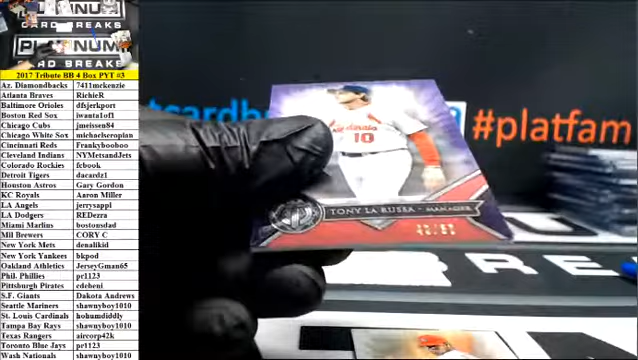 PLATINUM
CARD BREAKS
PLATINUM
CARD BREAKS
2017 Tribute BB 4 Box PYT #3
Az. Diamondbacks 7411mckenzie
Atlanta Braves RichieR
Baltimore Orioles dfsjerkport
Boston Red Sox iwanta1of1
Chicago Cubs jmeissen84
Chicago White Sox michaelseropian
Cincinnati Reds Frankyboohoo
Cleveland Indians NYMetsandJets
Colorado Rockies fcbook
Detroit Tigers dacardz1
Houston Astros Gary Gordon
KC Royals Aaron Miller
LA Angels jerrysappl
LA Dodgers REDezra
Miami Marlins bostonsdad
Mil Brewers CORY C
New York Mets denalikid
New York Yankees bkpod
Oakland Athletics JerseyGman65
Phil. Phillies pr1123
Pittsburgh Pirates edebeni
S.F. Giants Dakota Andrews
Seattle Mariners shawnyboy1010
St. Louis Cardinals hohumdiddly
Tampa Bay Rays shawnyboy1010
Texas Rangers aircorp42k
Toronto Blue Jays pr1123
Wash Nationals shawnyboy1010
#platfam
10
TONY LA RUSSA - MANAGER
BRE